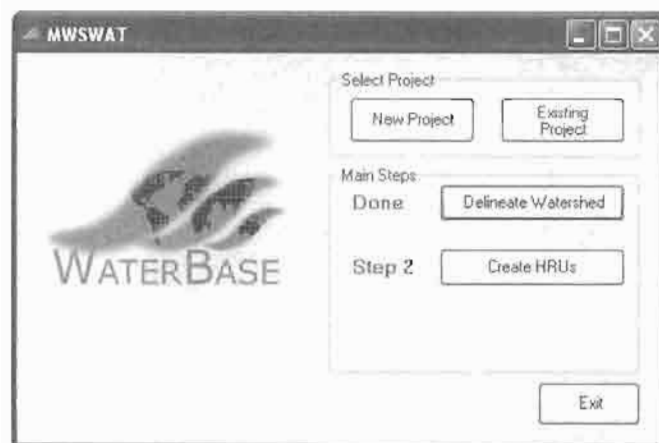 MWSWAT
Select Project
New Project
Existing
Project
Main Steps
Done
Delineate Watershed
Step 2
Create HRUs
WATERBASE
Exit